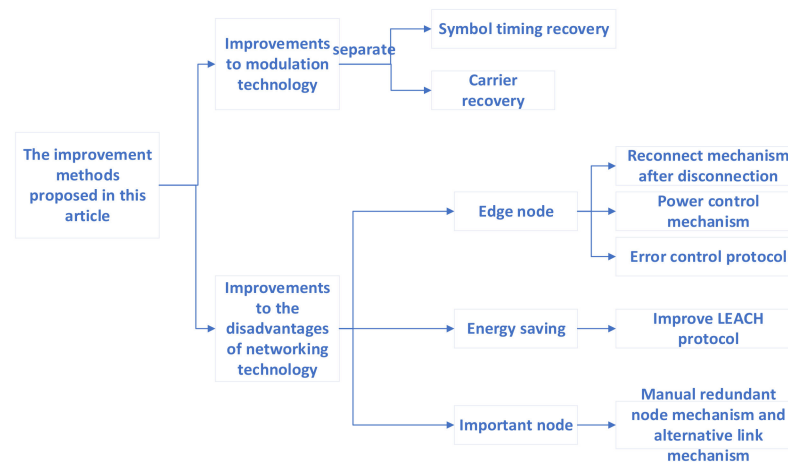 The improvement
methods
proposed in this
article
Improvements
to modulation
technology
separate
Symbol timing recovery
Carrier
recovery
Improvements
to the
disadvantages
of networking
technology
Edge node
Reconnect mechanism
after disconnection
Power control
mechanism
Error control protocol
Energy saving
Improve LEACH
protocol
Important node
Manual redundant
node mechanism and
alternative link
mechanism